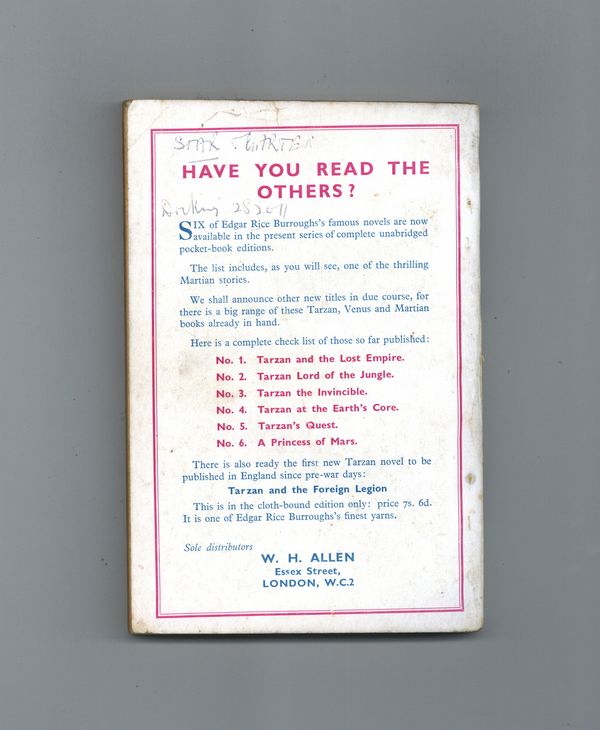 HAVE YOU READ THE
OTHERS?
SIX of Edgar Rice Burroughs's famous novels are now
available in the present series of complete unabridged
pocket-book editions.
The list includes, as you will see, one of the thrilling
Martian stories.
We shall announce other new titles in due course, for
there is a big range of these Tarzan, Venus and Martian
books already in hand.
Here is a complete check list of those so far published:
No. 1. Tarzan and the Lost Empire.
No. 2. Tarzan Lord of the Jungle.
No. 3. Tarzan the Invincible.
No. 4. Tarzan at the Earth's Core.
No. 5. Tarzan's Quest.
No. 6. A Princess of Mars.
There is also ready the first new Tarzan novel to be
published in England since pre-war days:
Tarzan and the Foreign Legion
This is in the cloth-bound edition only: price 7s. 6d.
It is one of Edgar Rice Burroughs's finest yarns.
Sole distributors
W. H. ALLEN
Essex Street,
LONDON, W.C.2